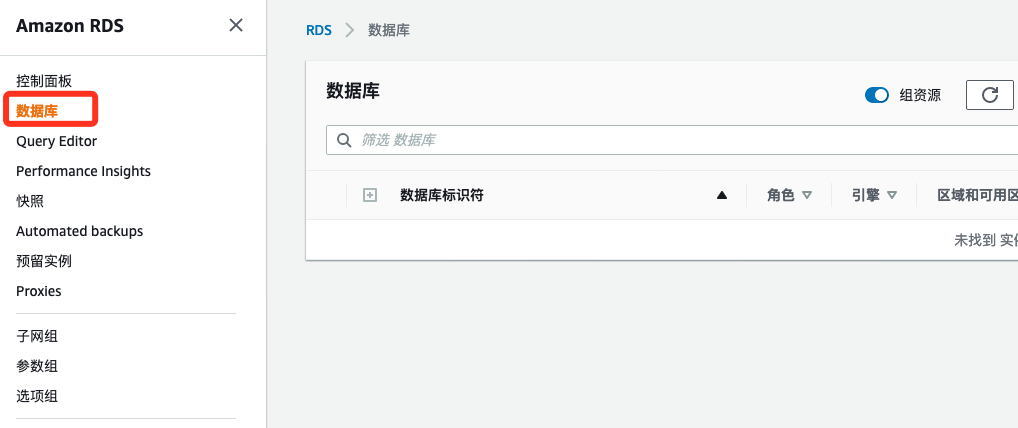 Amazon RDS
控制面板
数据库
Query Editor
Performance Insights
快照
Automated backups
预留实例
Proxies
子网组
参数组
选项组
RDS
数据库
数据库
组资源
筛选 数据库
数据库标识符
角色
引擎
区域和可用区
未找到 实例